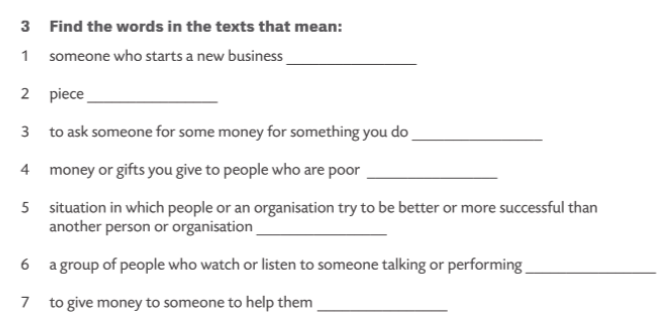 3 Find the words in the texts that mean:
1 someone who starts a new business
2 piece
3 to ask someone for some money for something you do
4 money or gifts you give to people who are poor
5 situation in which people or an organisation try to be better or more successful than
another person or organisation
6 a group of people who watch or listen to someone talking or performing
7 to give money to someone to help them